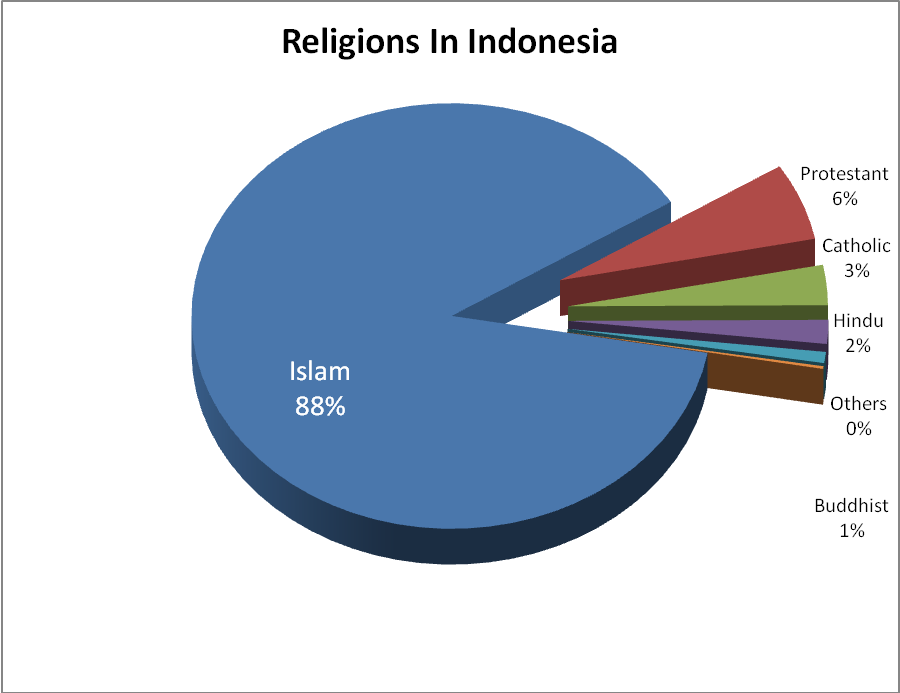 Religions In Indonesia
Protestant
6%
Catholic
3%
Hindu
2%
Islam
88%
Others
0%
Buddhist
1%